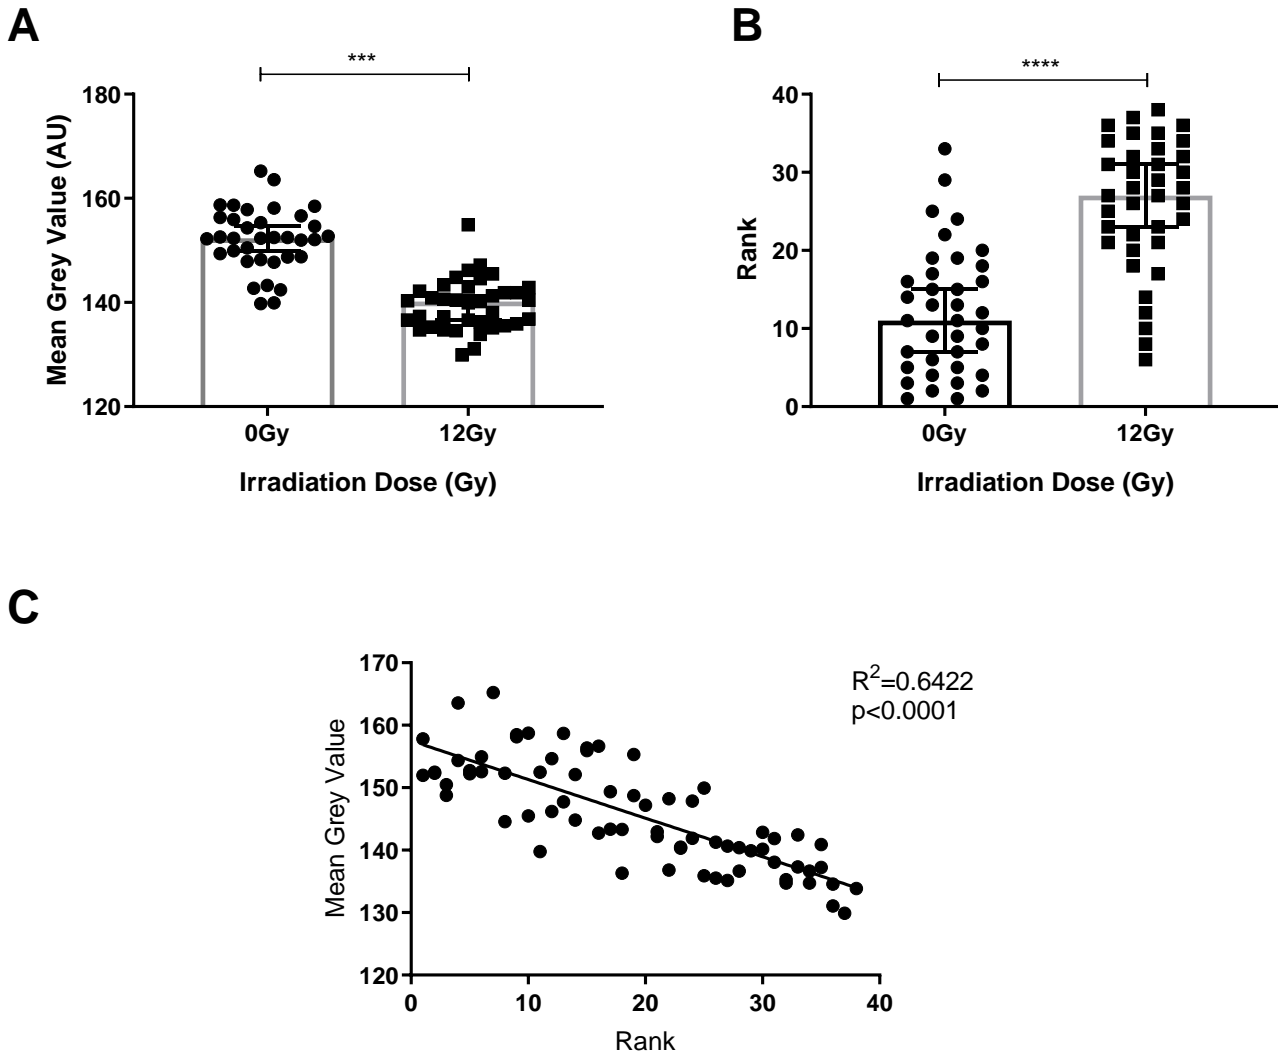 A
***
180
160
140
120
Mean Grey Value (AU)
0Gy
12Gy
Irradiation Dose (Gy)
B
****
40
30
20
10
0
Rank
0Gy
12Gy
Irradiation Dose (Gy)
C
170
160
150
140
130
120
Mean Grey Value
R²=0.6422
p<0.0001
0
10
20
30
40
Rank